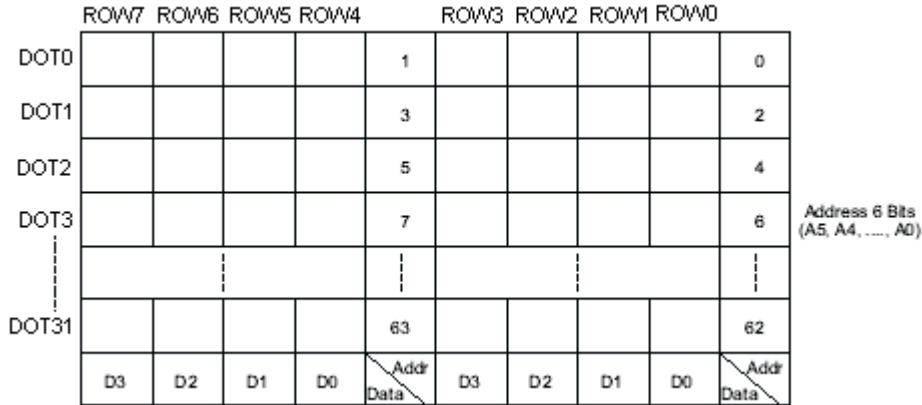 ROW7 ROW6 ROW5 ROW4 ROW3 ROW2 ROW1 ROW0
DOT0 1 0
DOT1 3 2
DOT2 5 4
DOT3 7 6 Address 6 Bits
(A5, A4, ...., A0)
DOT31 63 62
D3 D2 D1 D0 Addr Data D3 D2 D1 D0 Addr Data